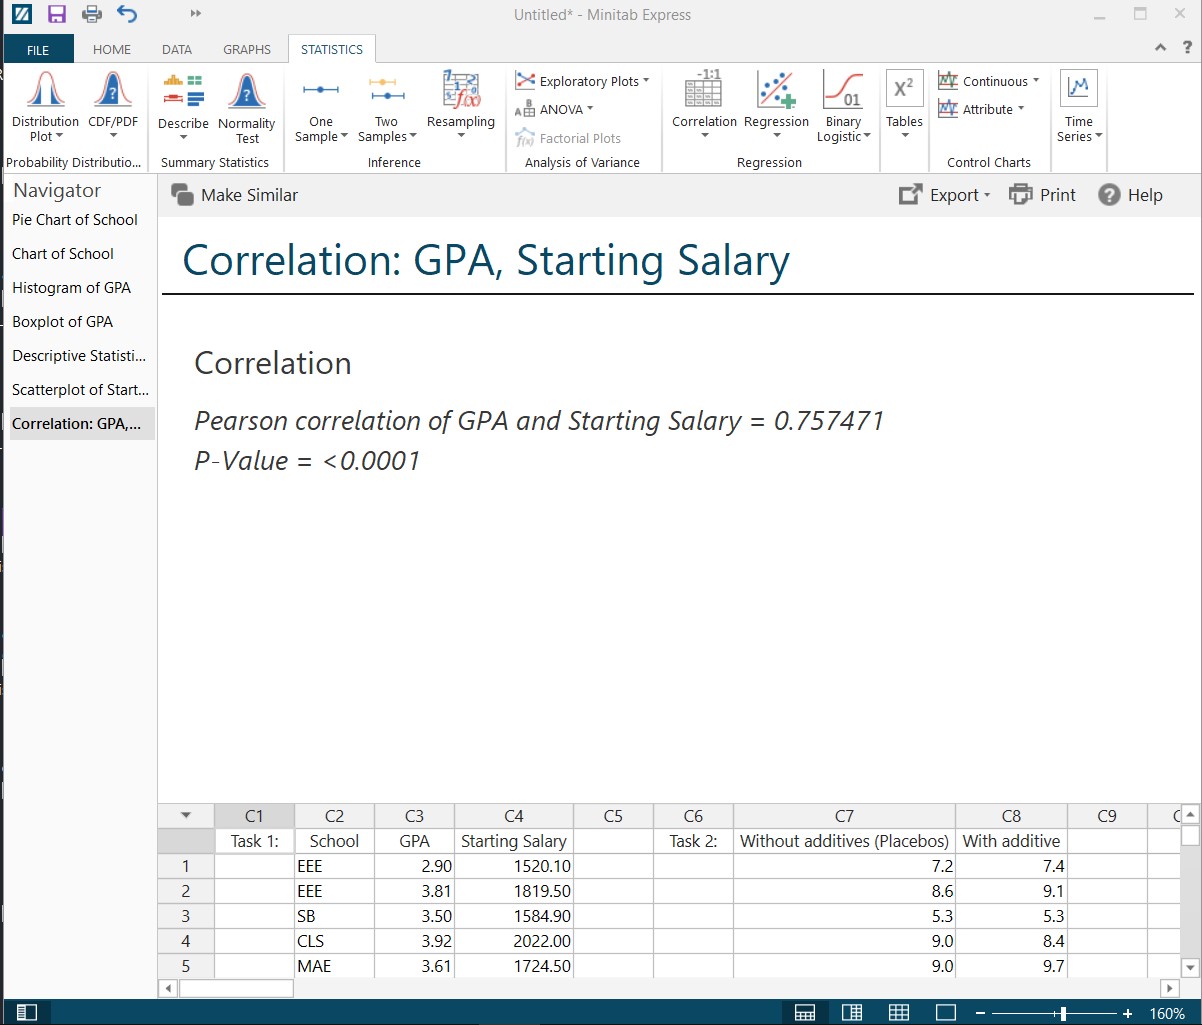 Untitled* - Minitab Express
FILE HOME DATA GRAPHS STATISTICS
?
Distribution Plot
CDF/PDF
Probability Distributio...
Describe
Normality Test
Summary Statistics
One Sample
Two Samples
Resampling
Inference
Exploratory Plots
ANOVA
Factorial Plots
Analysis of Variance
-1:1
Correlation
Regression
01
Binary Logistic
Regression
X²
Tables
Continuous
Attribute
Control Charts
Time Series
Navigator
Pie Chart of School
Chart of School
Histogram of GPA
Boxplot of GPA
Descriptive Statisti...
Scatterplot of Start...
Correlation: GPA,...
Make Similar
Export Print ? Help
Correlation: GPA, Starting Salary
Correlation
Pearson correlation of GPA and Starting Salary = 0.757471
P-Value = <0.0001
C1 C2 C3 C4 C5 C6 C7 C8 C9
Task 1: School GPA Starting Salary Task 2: Without additives (Placebos) With additive
1 EEE 2.90 1520.10 7.2 7.4
2 EEE 3.81 1819.50 8.6 9.1
3 SB 3.50 1584.90 5.3 5.3
4 CLS 3.92 2022.00 9.0 8.4
5 MAE 3.61 1724.50 9.0 9.7
160%